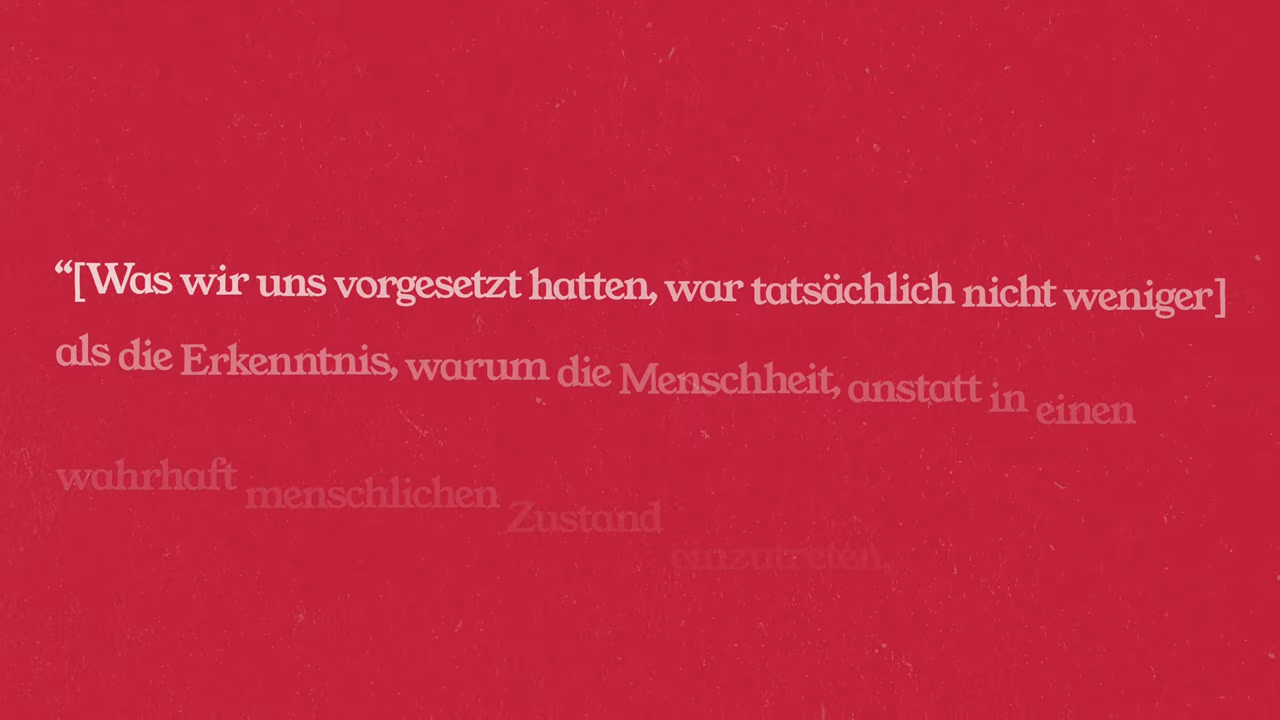 “[Was wir uns vorgesetzt hatten, war tatsächlich nicht weniger]
als die Erkenntnis, warum die Menschheit, anstatt in einen
wahrhaft menschlichen Zustand einzutreten,